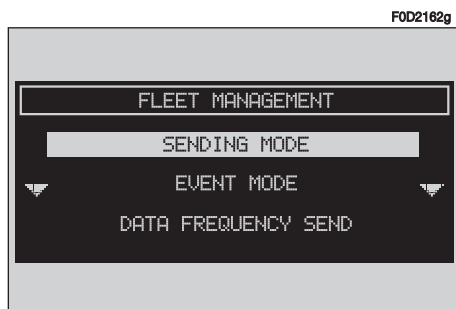 F0D2162g
FLEET MANAGEMENT
SENDING MODE
EVENT MODE
DATA FREQUENCY SEND